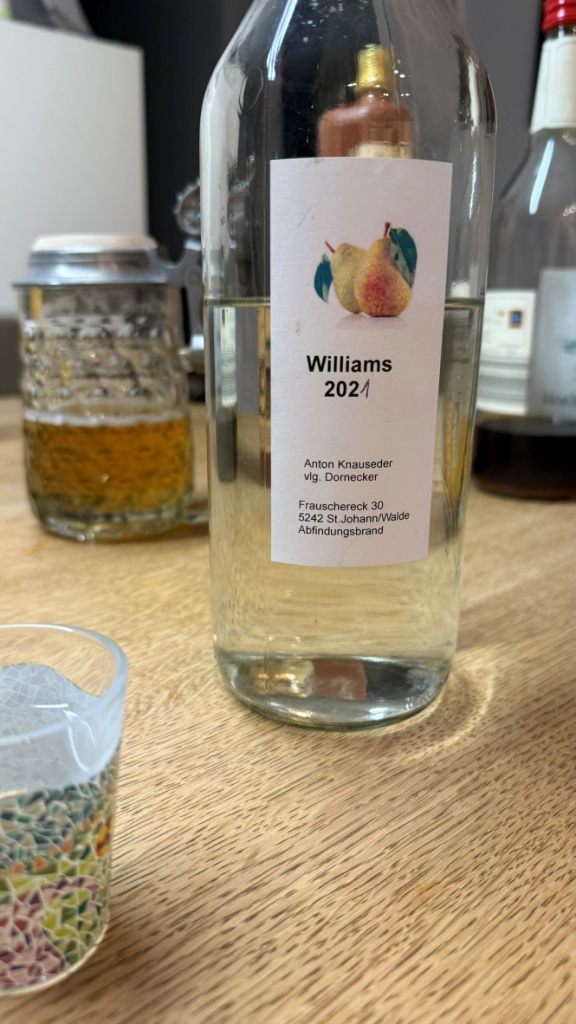 Williams
2021
Anton Knauseder
vlg. Dornecker
Frauschereck 30
5242 St.Johann/Walde
Abfindungsbrand